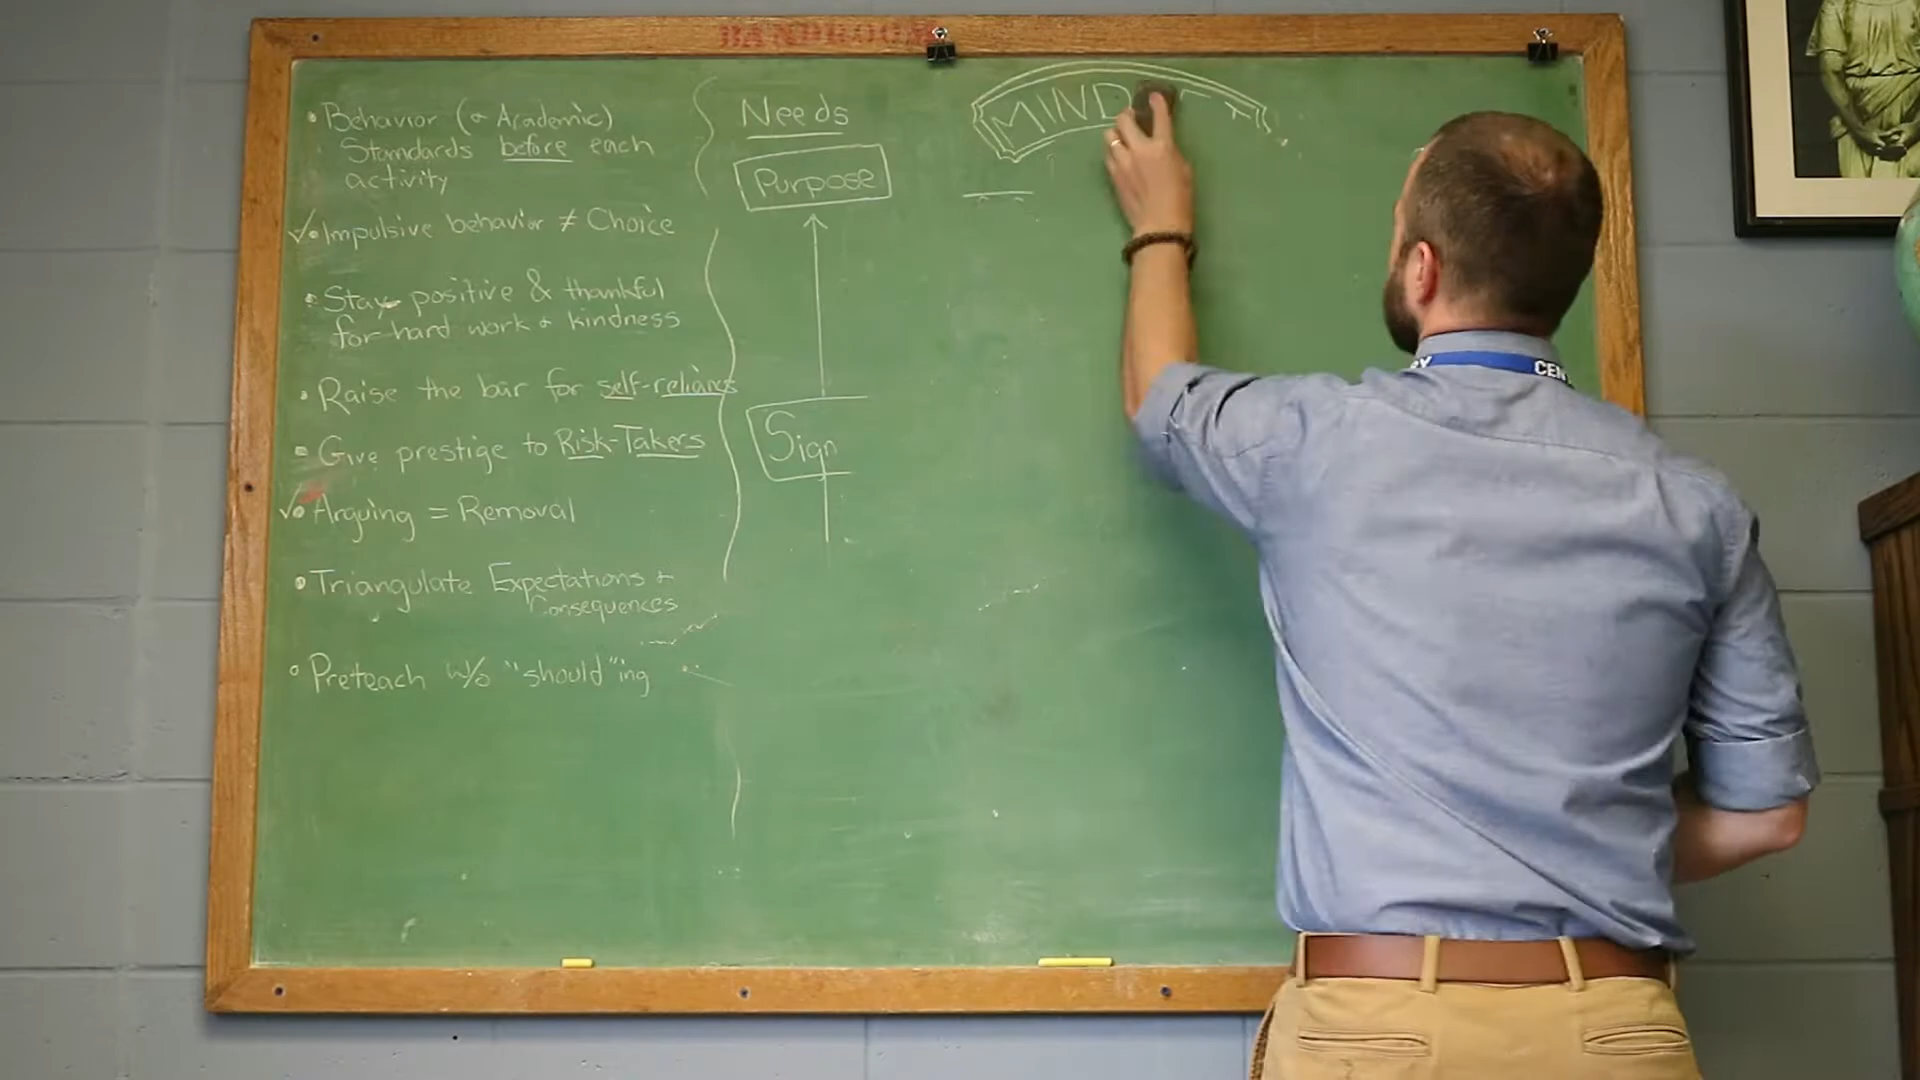 BANDROOM
• Behavior (+ Academic)
Standards before each
activity
✓• Impulsive behavior ≠ Choice
• Stay positive & thankful
for hard work + kindness
• Raise the bar for self-reliance
• Give prestige to Risk-Takers
✓• Arguing = Removal
• Triangulate Expectations +
Consequences
• Preteach w/o "should"ing
Needs
Purpose
Sign
MIND
CEN